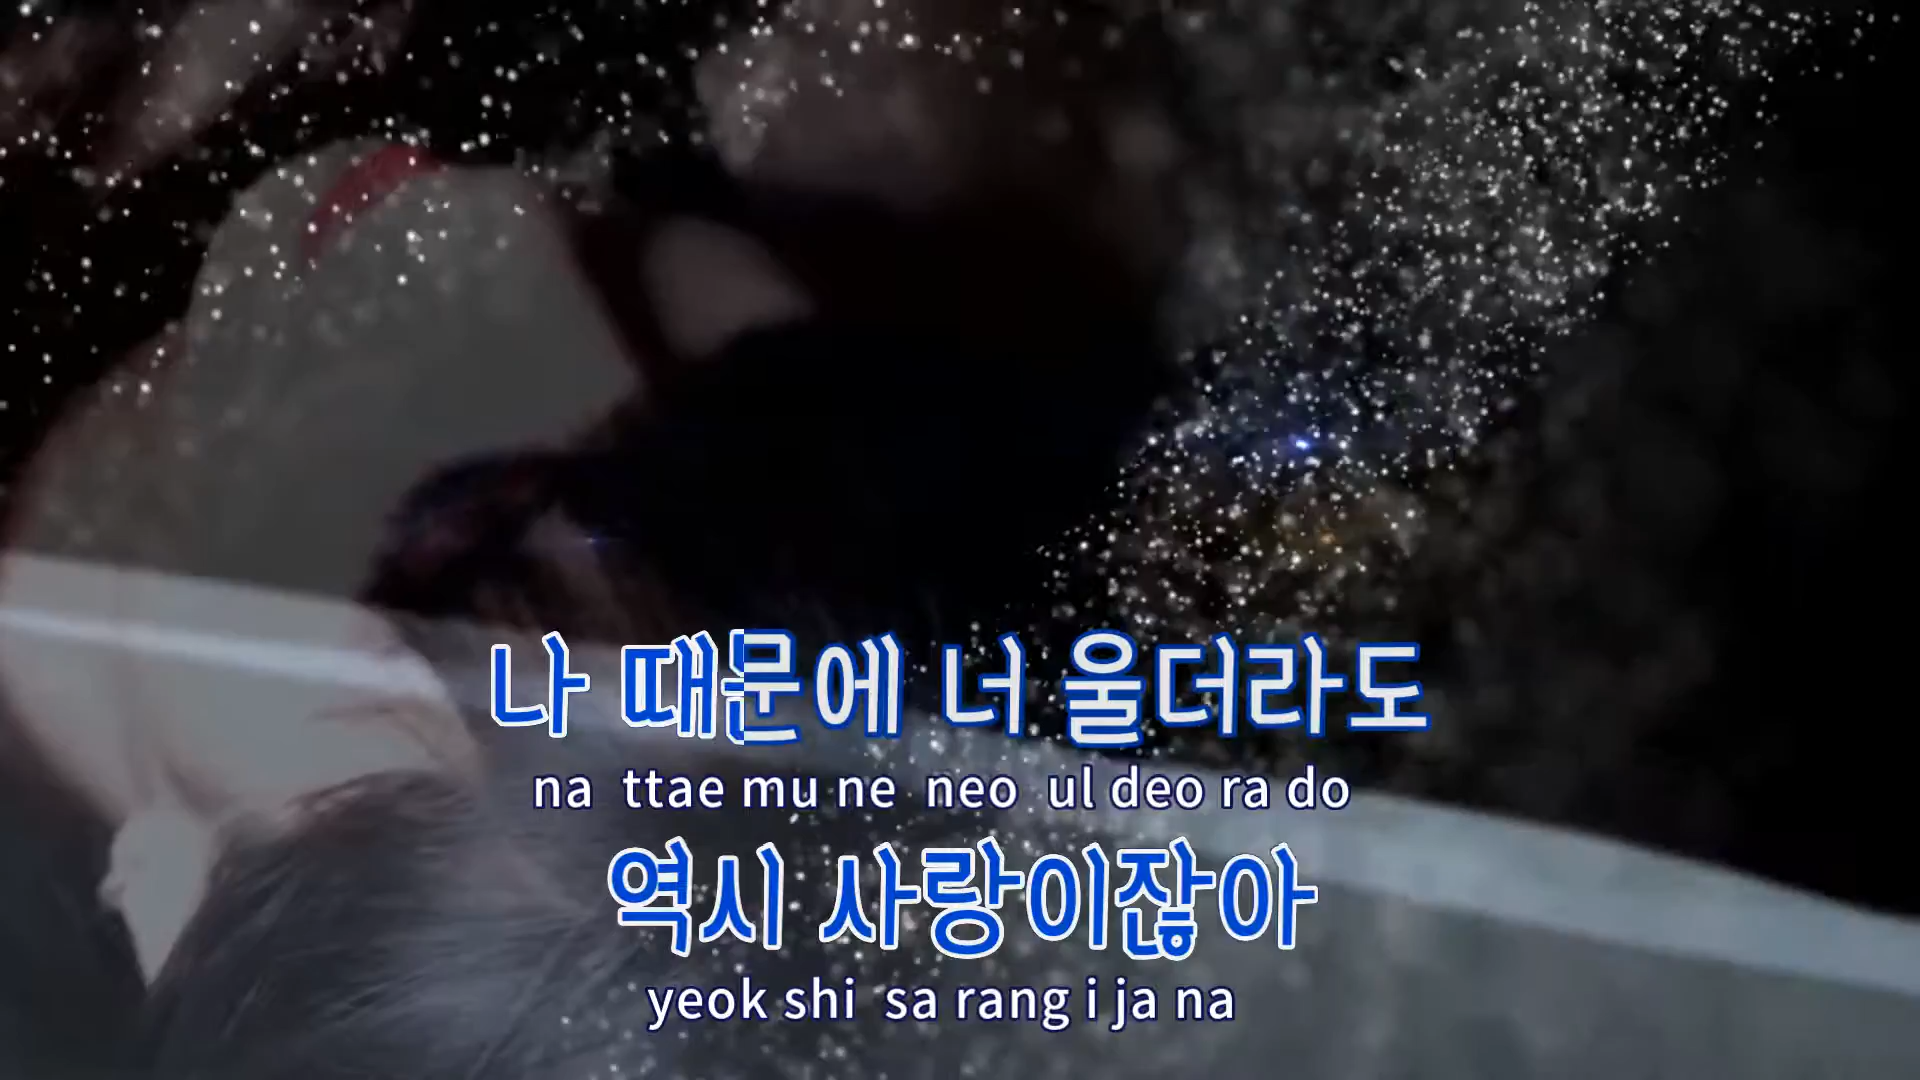 나 때문에 너 울더라도
na ttae mu ne neo ul deo ra do
역시 사랑이잖아
yeok shi sa rang i ja na